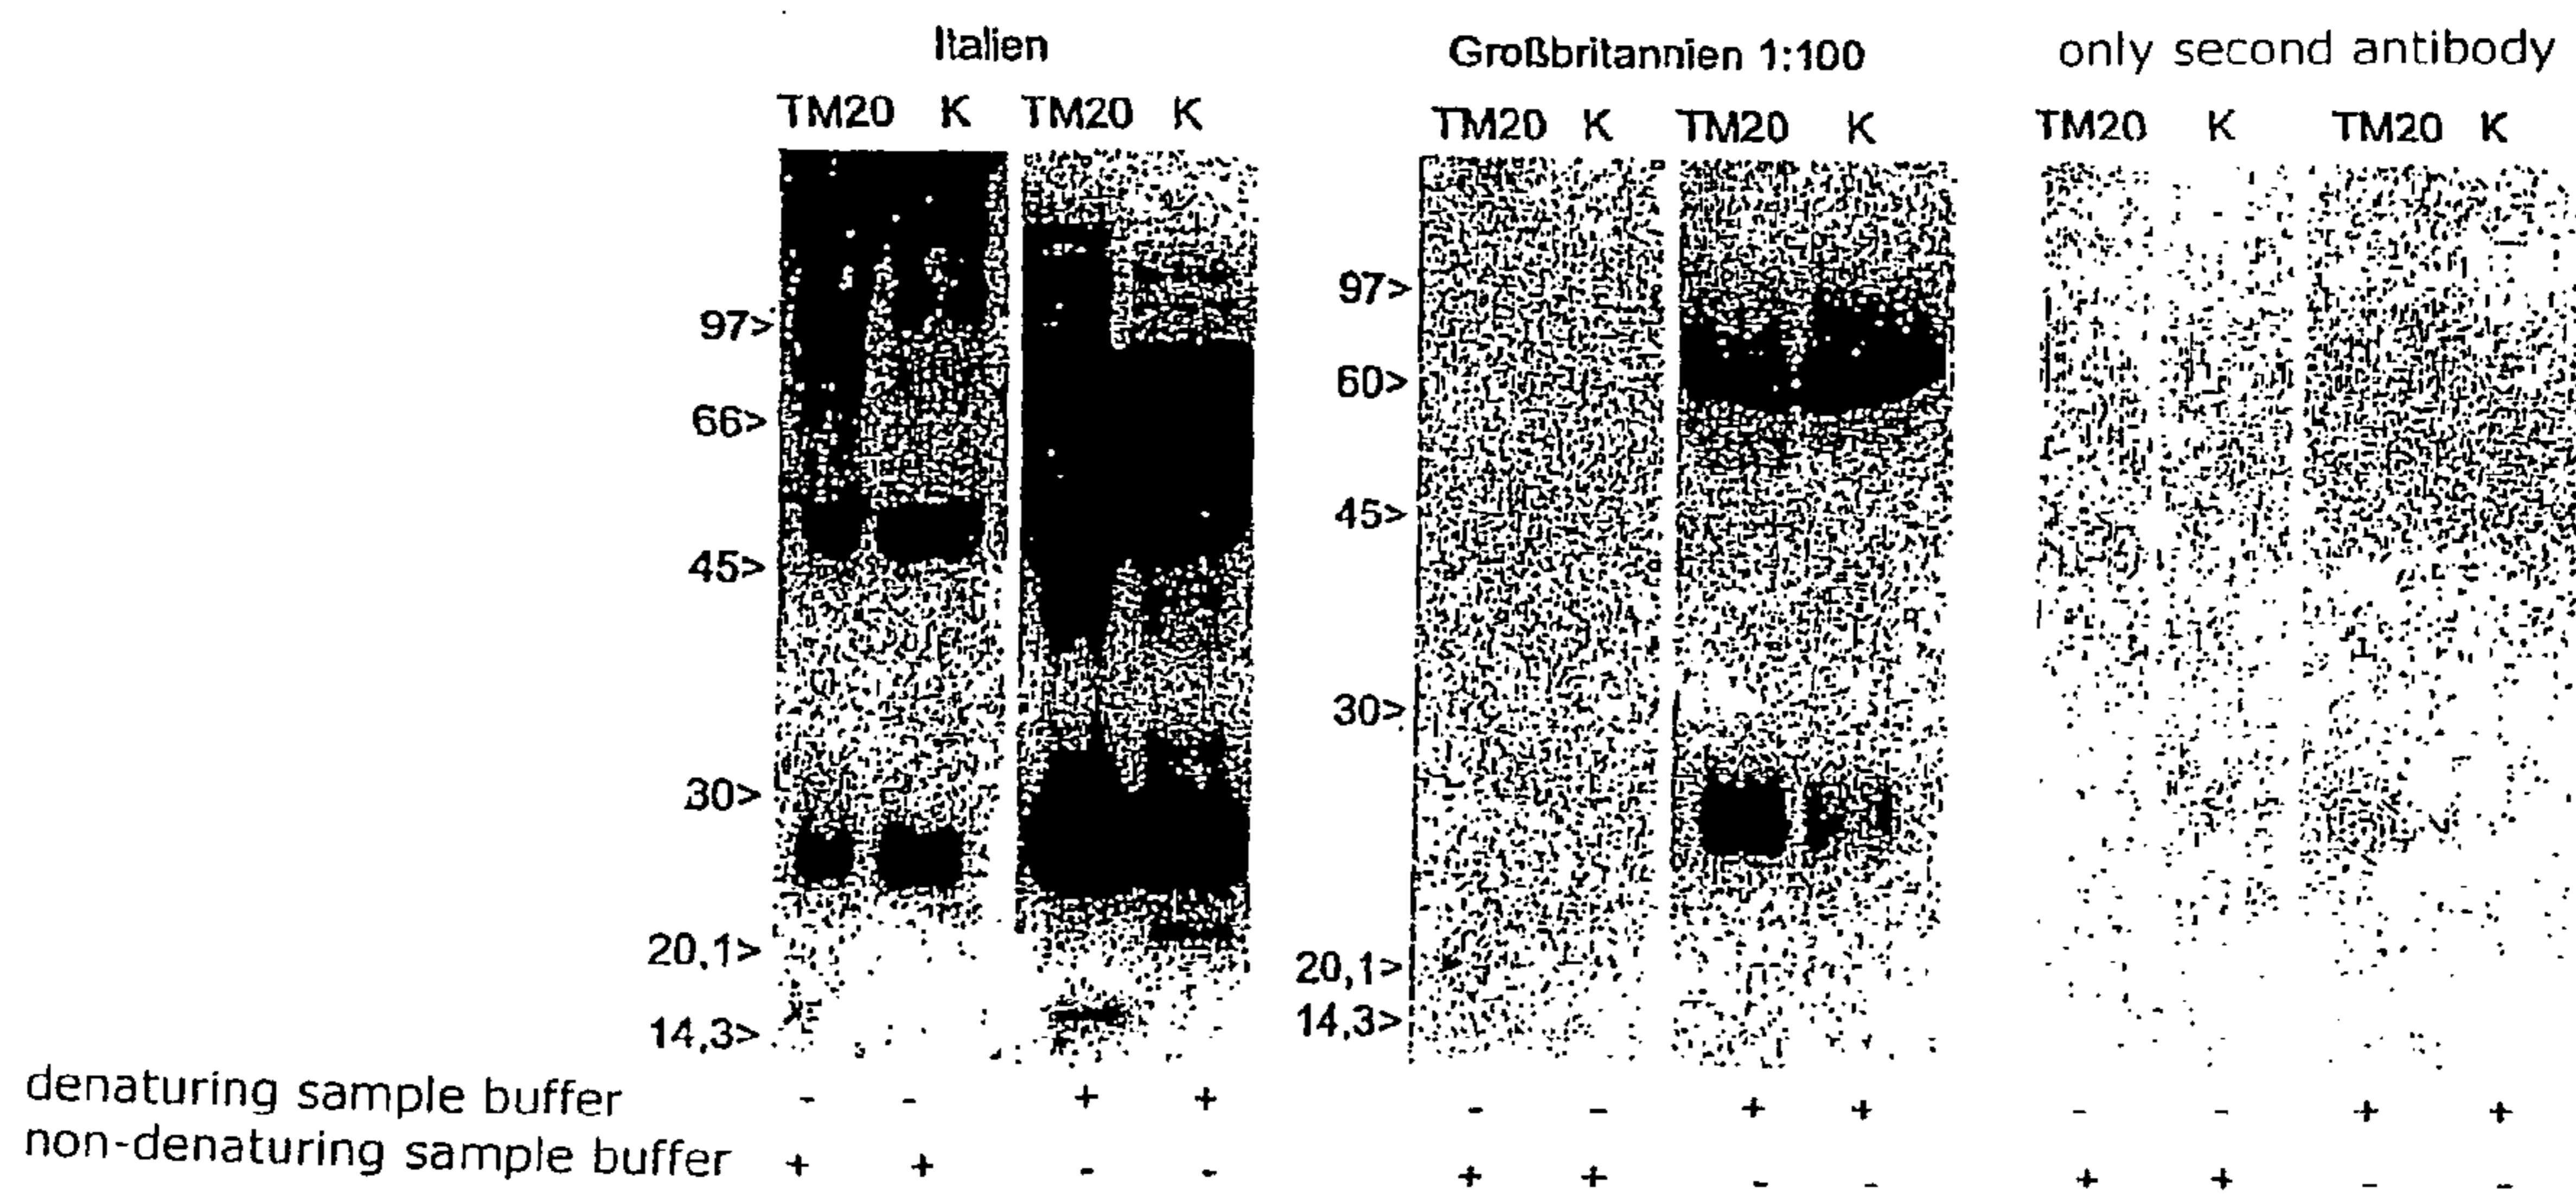 Italien
Großbritannien 1:100
only second antibody
TM20 K TM20 K
TM20 K TM20 K
TM20 K TM20 K
97>
66>
45>
30>
20,1>
14,3>
97>
60>
45>
30>
20,1>
14,3>
denaturing sample buffer - - + + - - + + - - + +
non-denaturing sample buffer + + - - + + - - + + - -